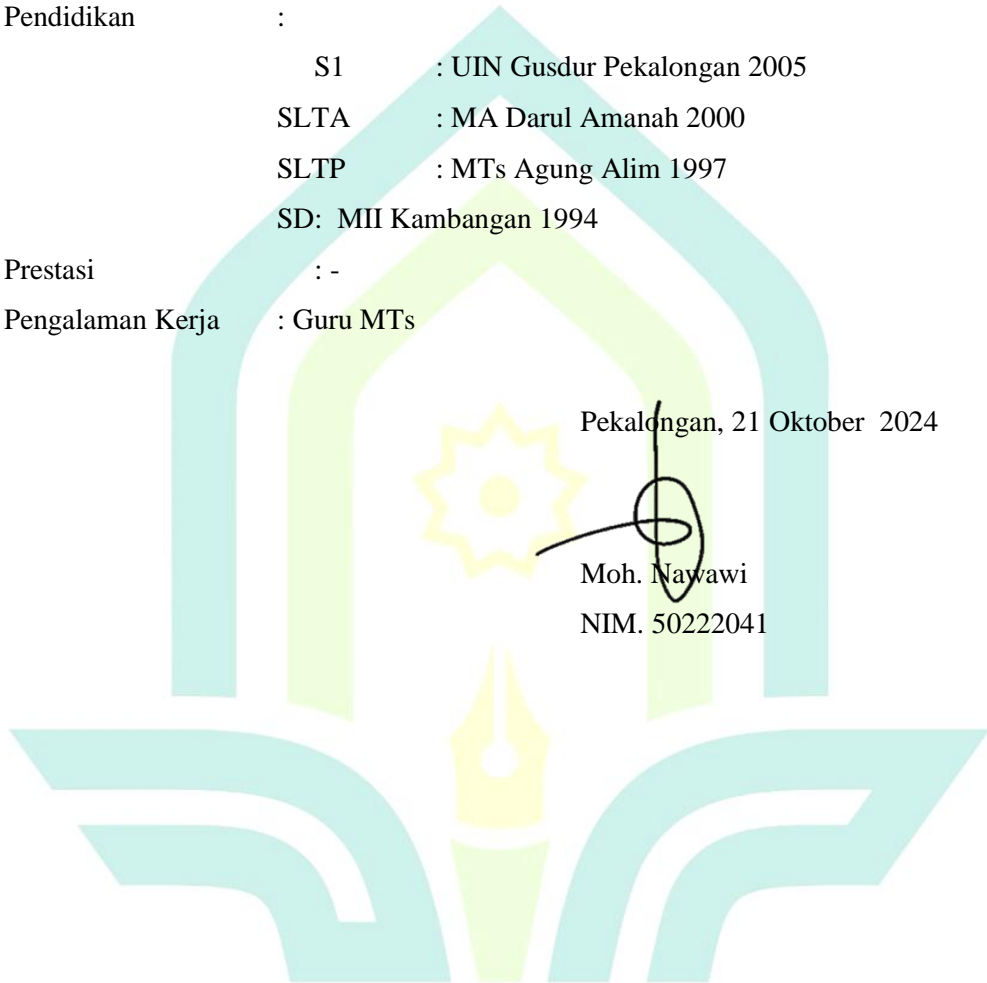 Pendidikan :
S1 : UIN Gusdur Pekalongan 2005
SLTA : MA Darul Amanah 2000
SLTP : MTs Agung Alim 1997
SD: MII Kambangan 1994
Prestasi : -
Pengalaman Kerja : Guru MTs
Pekalongan, 21 Oktober 2024
Moh. Nawawi
NIM. 50222041